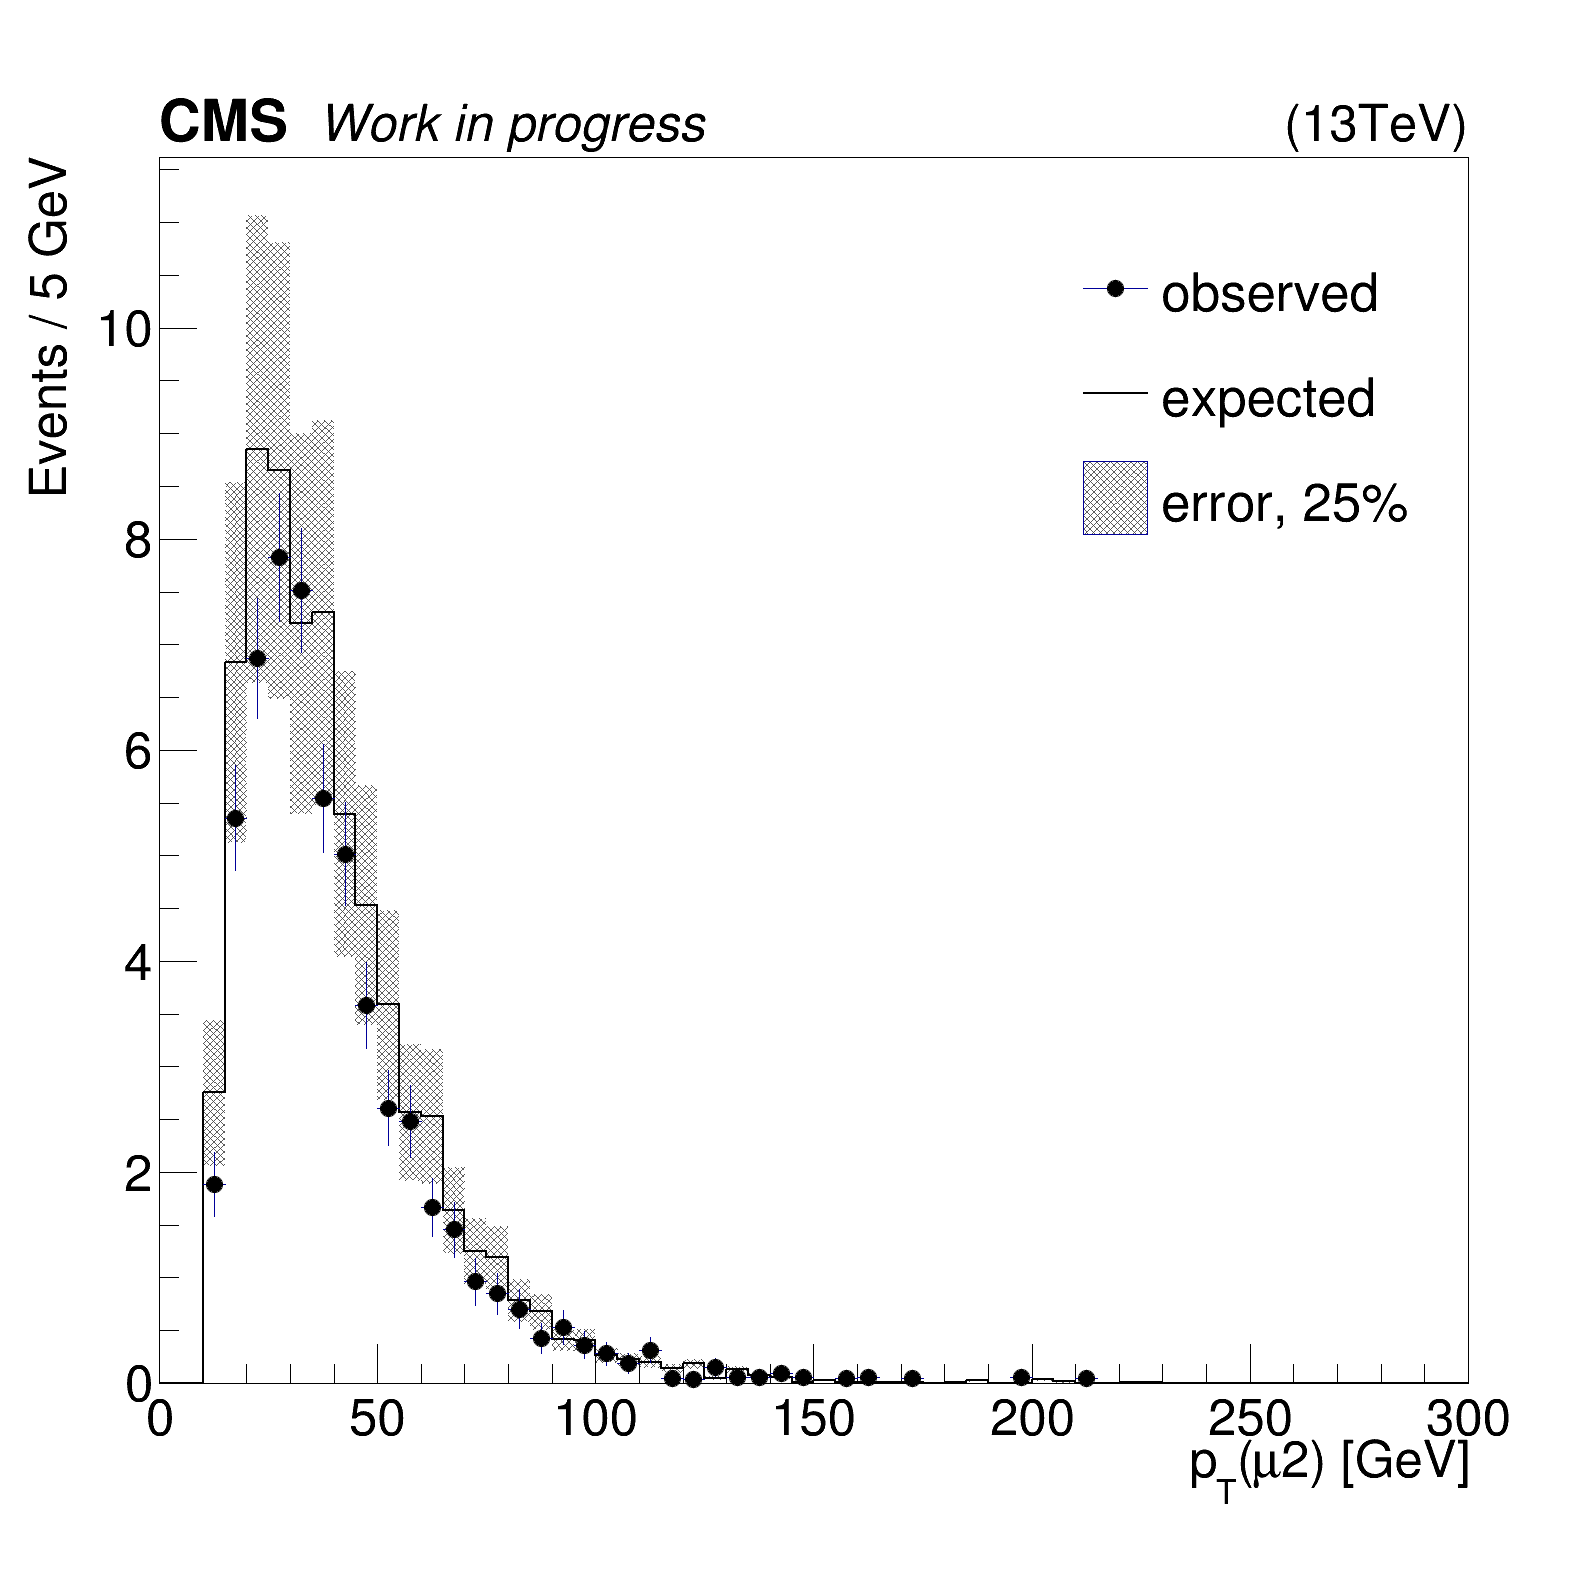 CMS Work in progress (13TeV)
Events / 5 GeV
observed
expected
error, 25%
10
8
6
4
2
0
0 50 100 150 200 250 300
pT(μ2) [GeV]